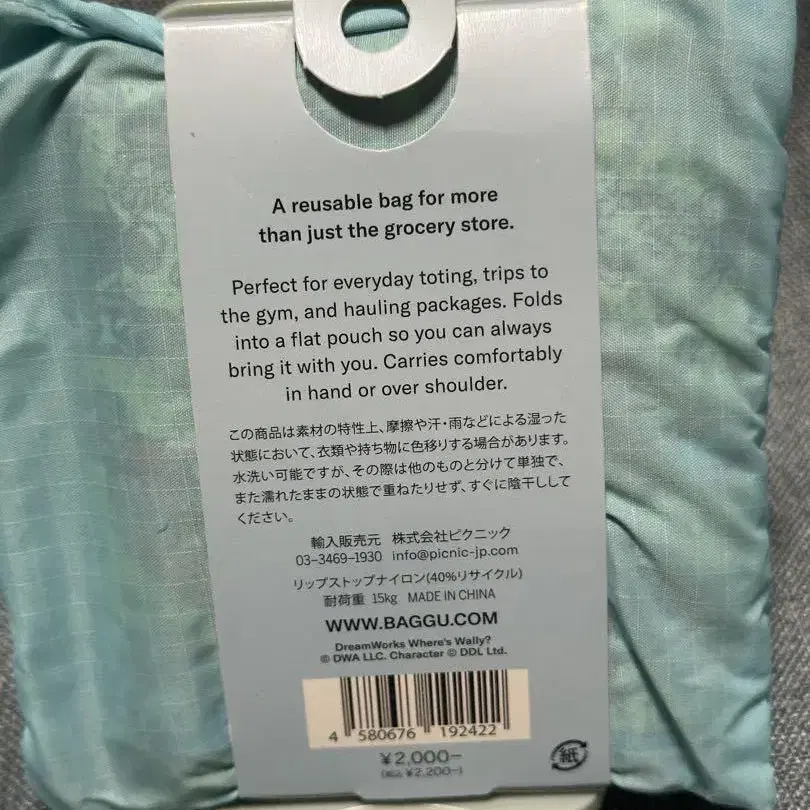 A reusable bag for more
than just the grocery store.
Perfect for everyday toting, trips to
the gym, and hauling packages. Folds
into a flat pouch so you can always
bring it with you. Carries comfortably
in hand or over shoulder.
この商品は素材の特性上、摩擦や汗・雨などによる湿った
状態において、衣類や持ち物に色移りする場合があります。
水洗い可能ですが、その際は他のものと分けて単独で、
また濡れたままの状態で重ねたりせず、すぐに陰干しして
ください。
輸入販売元 株式会社ピクニック
03-3469-1930 info@picnic-jp.com
リップストップナイロン(40%リサイクル)
耐荷重 15kg MADE IN CHINA
WWW.BAGGU.COM
DreamWorks Where's Wally?
© DWA LLC. Character © DDL Ltd.
4 580676 192422
¥2,000−
(税込 ¥2,200−)
紙